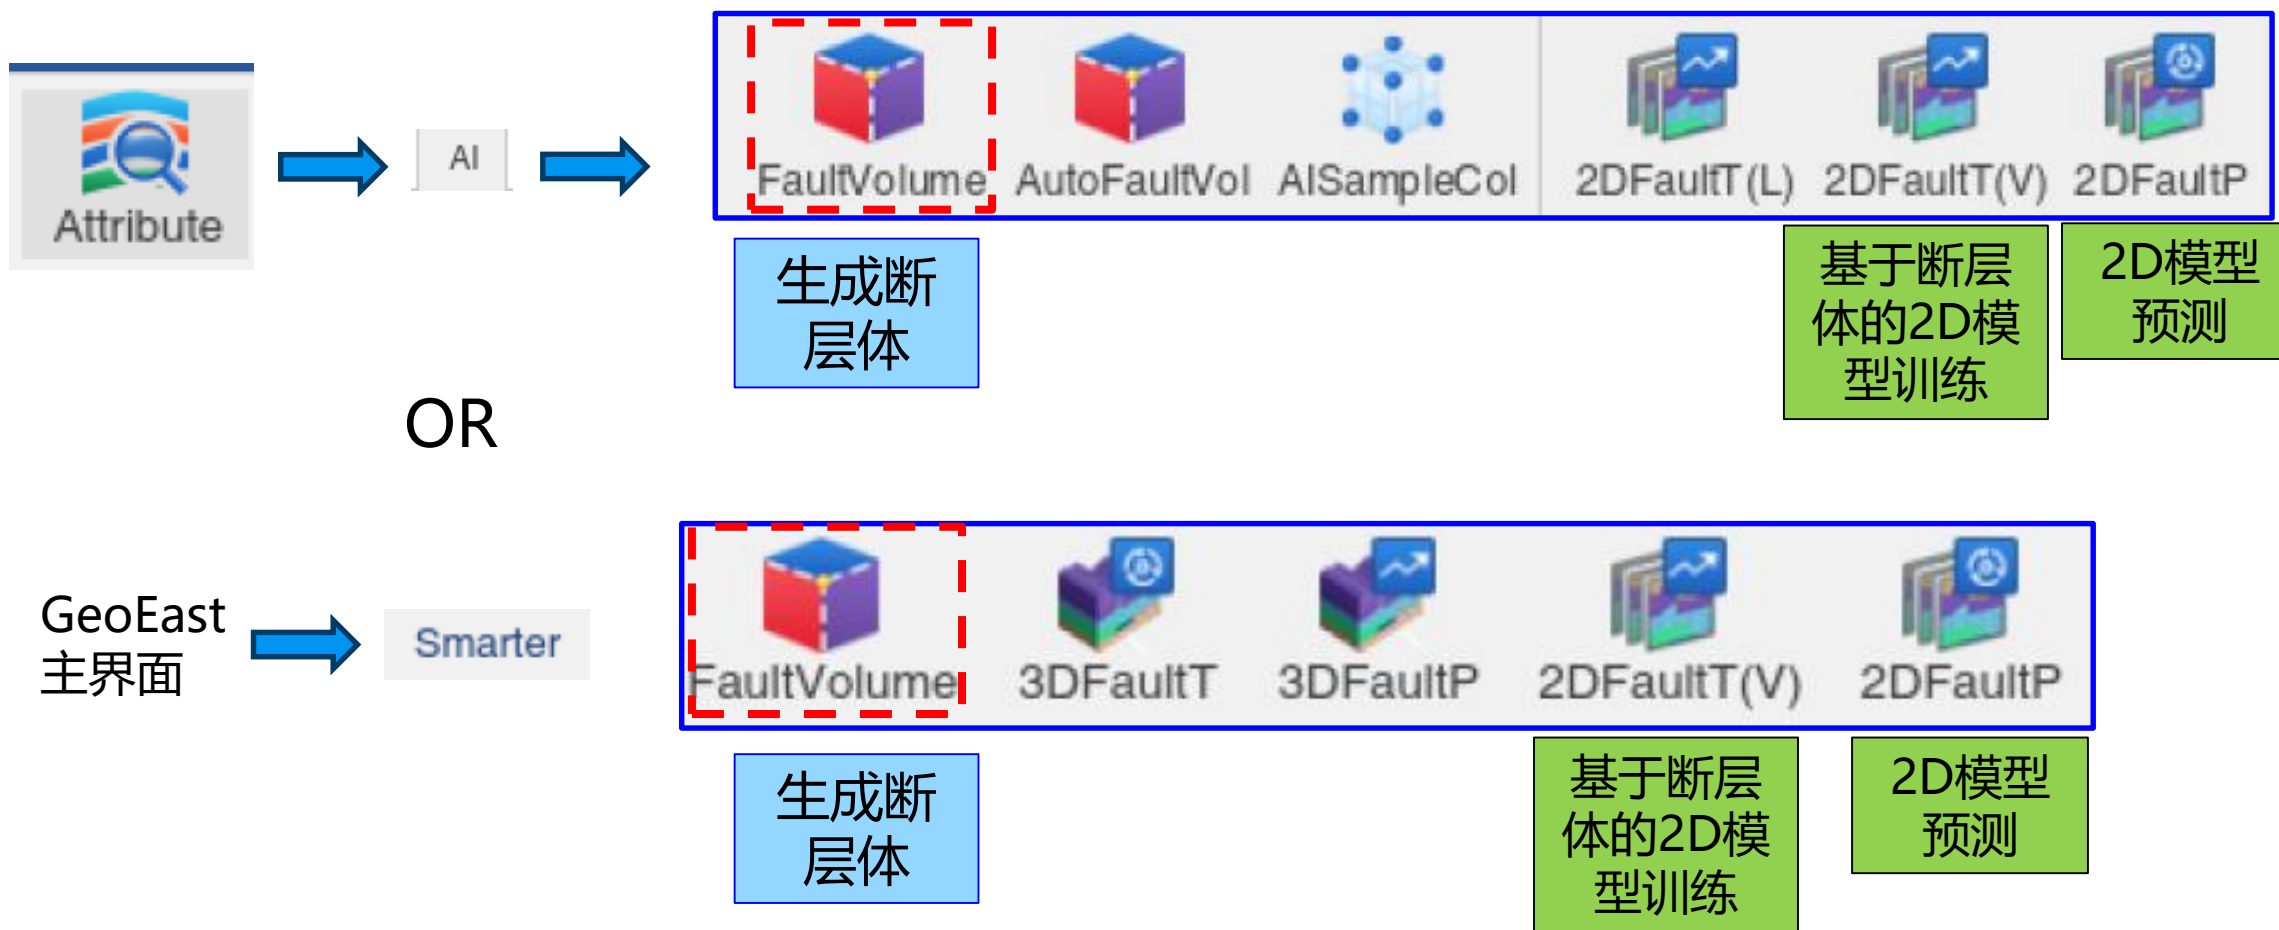 Attribute
AI
FaultVolume
AutoFaultVol
AISampleCol
2DFaultT(L)
2DFaultT(V)
2DFaultP
生成断
层体
基于断层
体的2D模
型训练
2D模型
预测
OR
GeoEast
主界面
Smarter
FaultVolume
3DFaultT
3DFaultP
2DFaultT(V)
2DFaultP
生成断
层体
基于断层
体的2D模
型训练
2D模型
预测